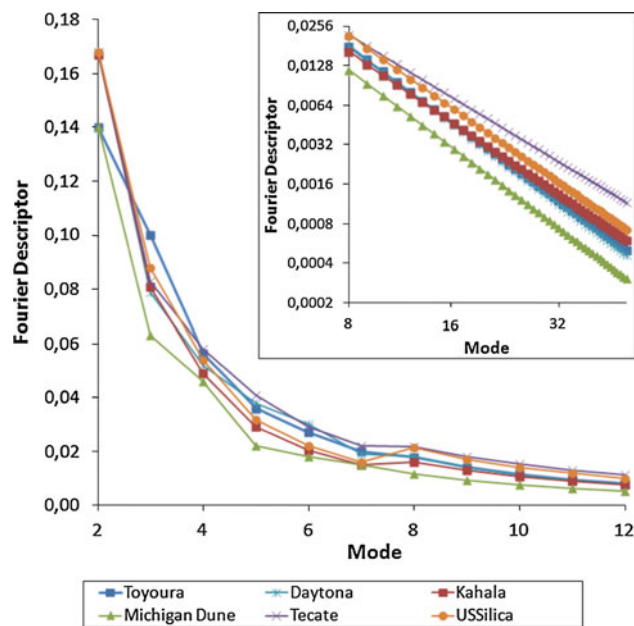 0,18
0,16
0,14
0,12
0,10
0,08
0,06
0,04
0,02
0,00
Fourier Descriptor
2
4
6
8
10
12
Mode
0,0256
0,0128
0,0064
0,0032
0,0016
0,0008
0,0004
0,0002
Fourier Descriptor
8
16
32
Mode
Toyoura
Daytona
Kahala
Michigan Dune
Tecate
USSilica